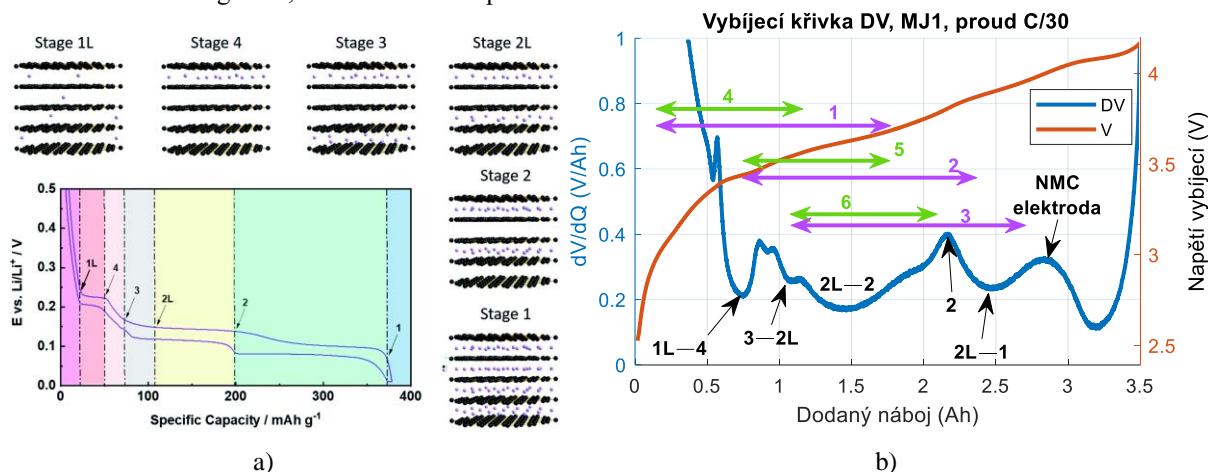 Stage 1L
Stage 4
Stage 3
Stage 2L
Stage 2
Stage 1
0.5
0.4
0.3
0.2
0.1
0.0
E vs. Li/Li⁺ / V
1L
4
3
2L
2
1
0
100
200
300
400
Specific Capacity / mAh g⁻¹
a)
Vybíjecí křivka DV, MJ1, proud C/30
1
0.8
0.6
0.4
0.2
0
dV/dQ (V/Ah)
4
1
5
2
6
3
DV
V
NMC
elektroda
2L—2
1L—4
3—2L
2
2L—1
4
3.5
3
2.5
Napětí vybíjecí (V)
0
0.5
1
1.5
2
2.5
3
3.5
Dodaný náboj (Ah)
b)